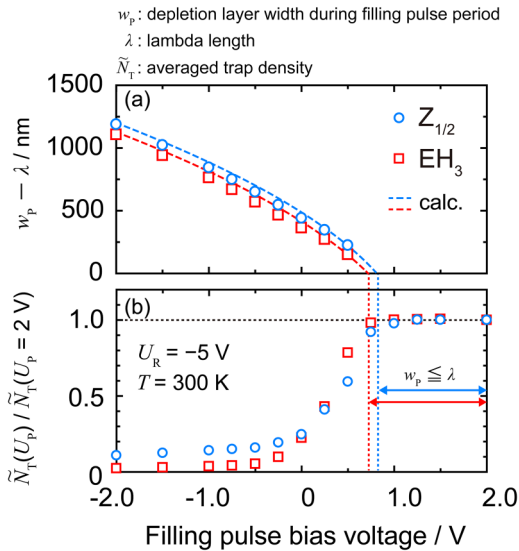 w_P : depletion layer width during filling pulse period
λ : lambda length
Ñ_T : averaged trap density
1500
1000
500
0
w_P − λ / nm
(a)
Z_1/2
EH_3
calc.
(b)
1.0
0.5
0
Ñ_T(U_P) / Ñ_T(U_P = 2 V)
U_R = −5 V
T = 300 K
w_P ≦ λ
-2.0 -1.0 0 1.0 2.0
Filling pulse bias voltage / V